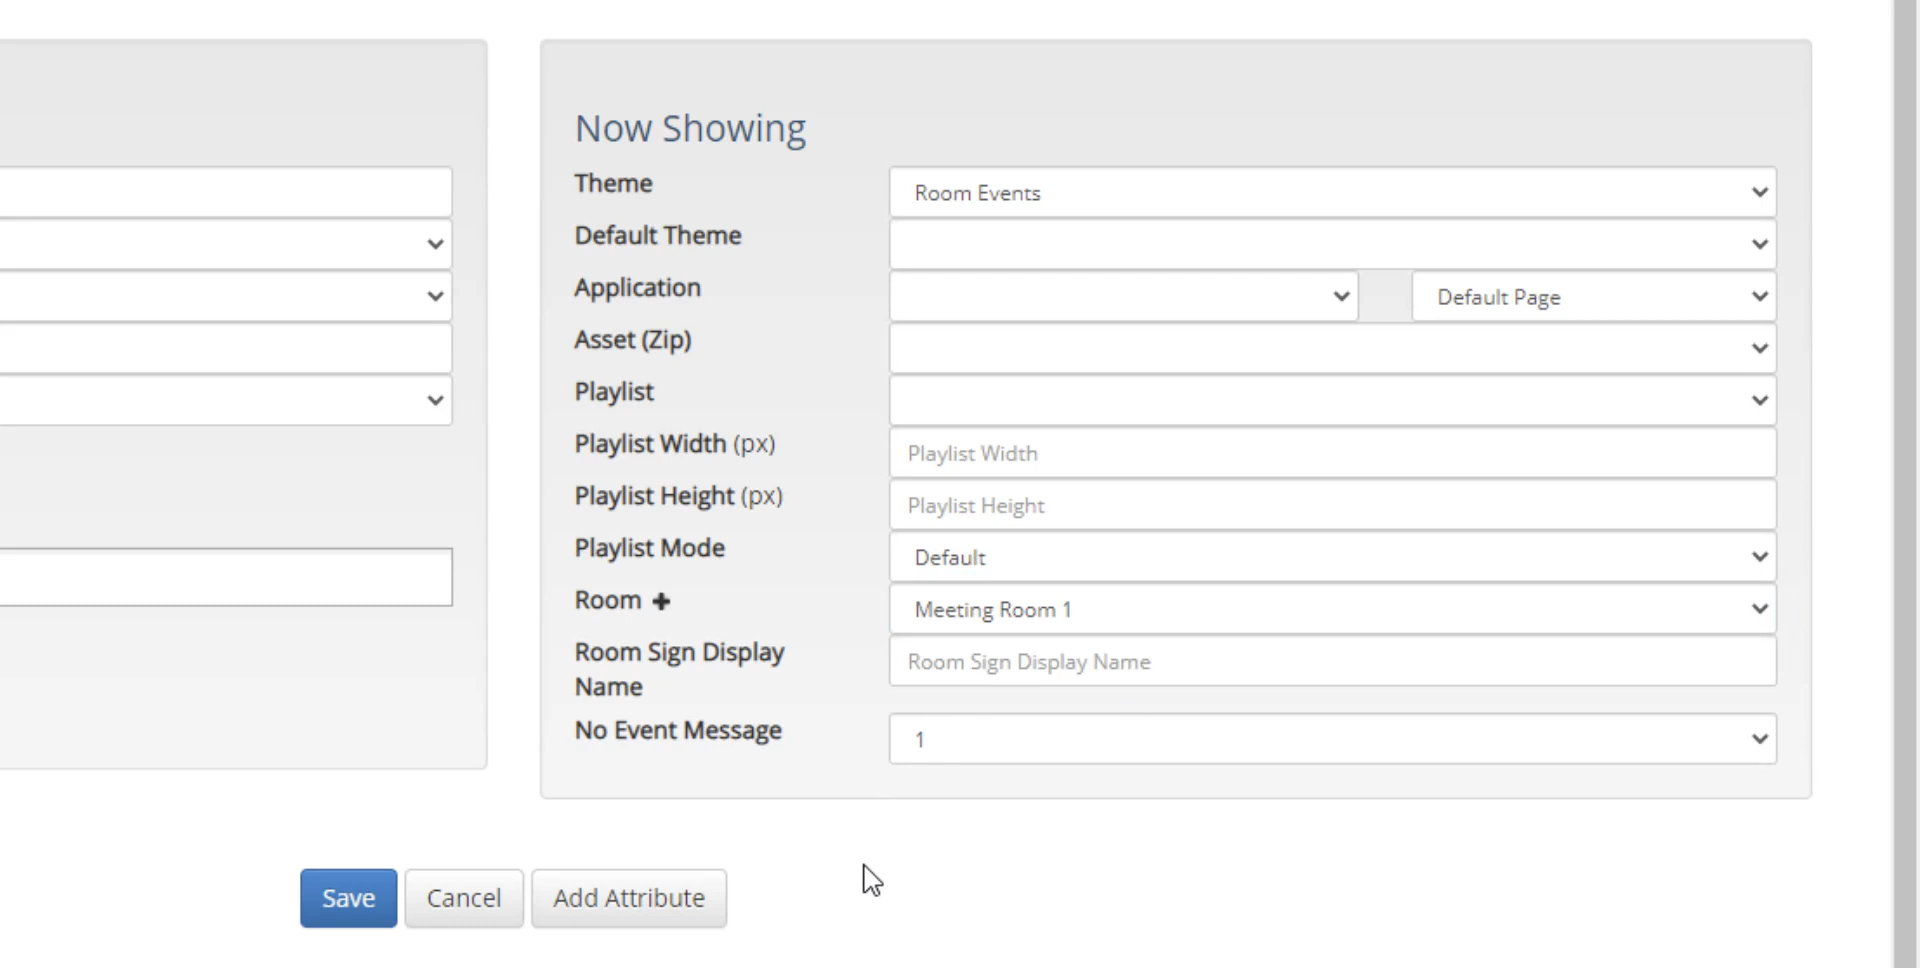 Now Showing
Theme
Room Events
Default Theme
Application
Default Page
Asset (Zip)
Playlist
Playlist Width (px)
Playlist Width
Playlist Height (px)
Playlist Height
Playlist Mode
Default
Room
Meeting Room 1
Room Sign Display
Name
Room Sign Display Name
No Event Message
1
Save Cancel Add Attribute